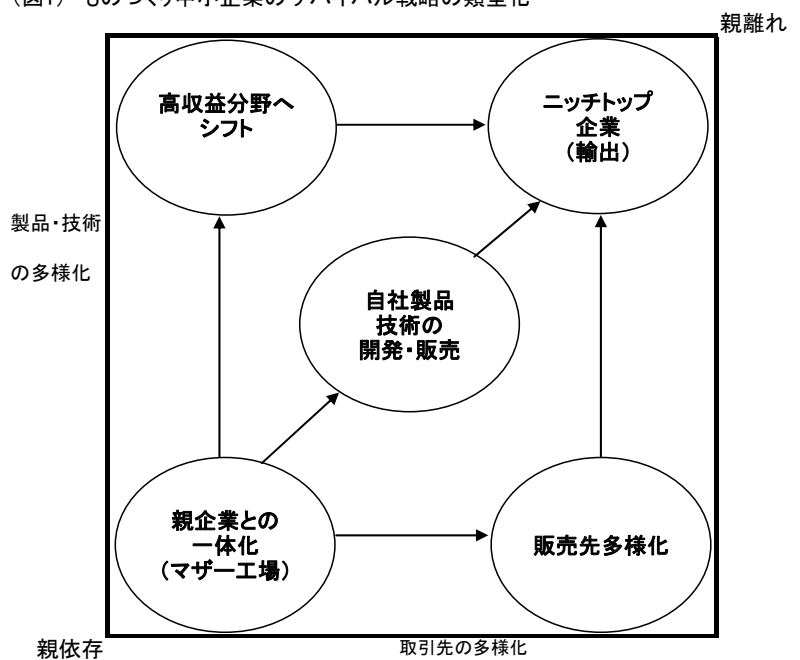 親離れ
高収益分野へ
シフト
ニッチトップ
企業
（輸出）
製品・技術
の多様化
自社製品
技術の
開発・販売
親企業との
一体化
（マザー工場）
販売先多様化
親依存
取引先の多様化